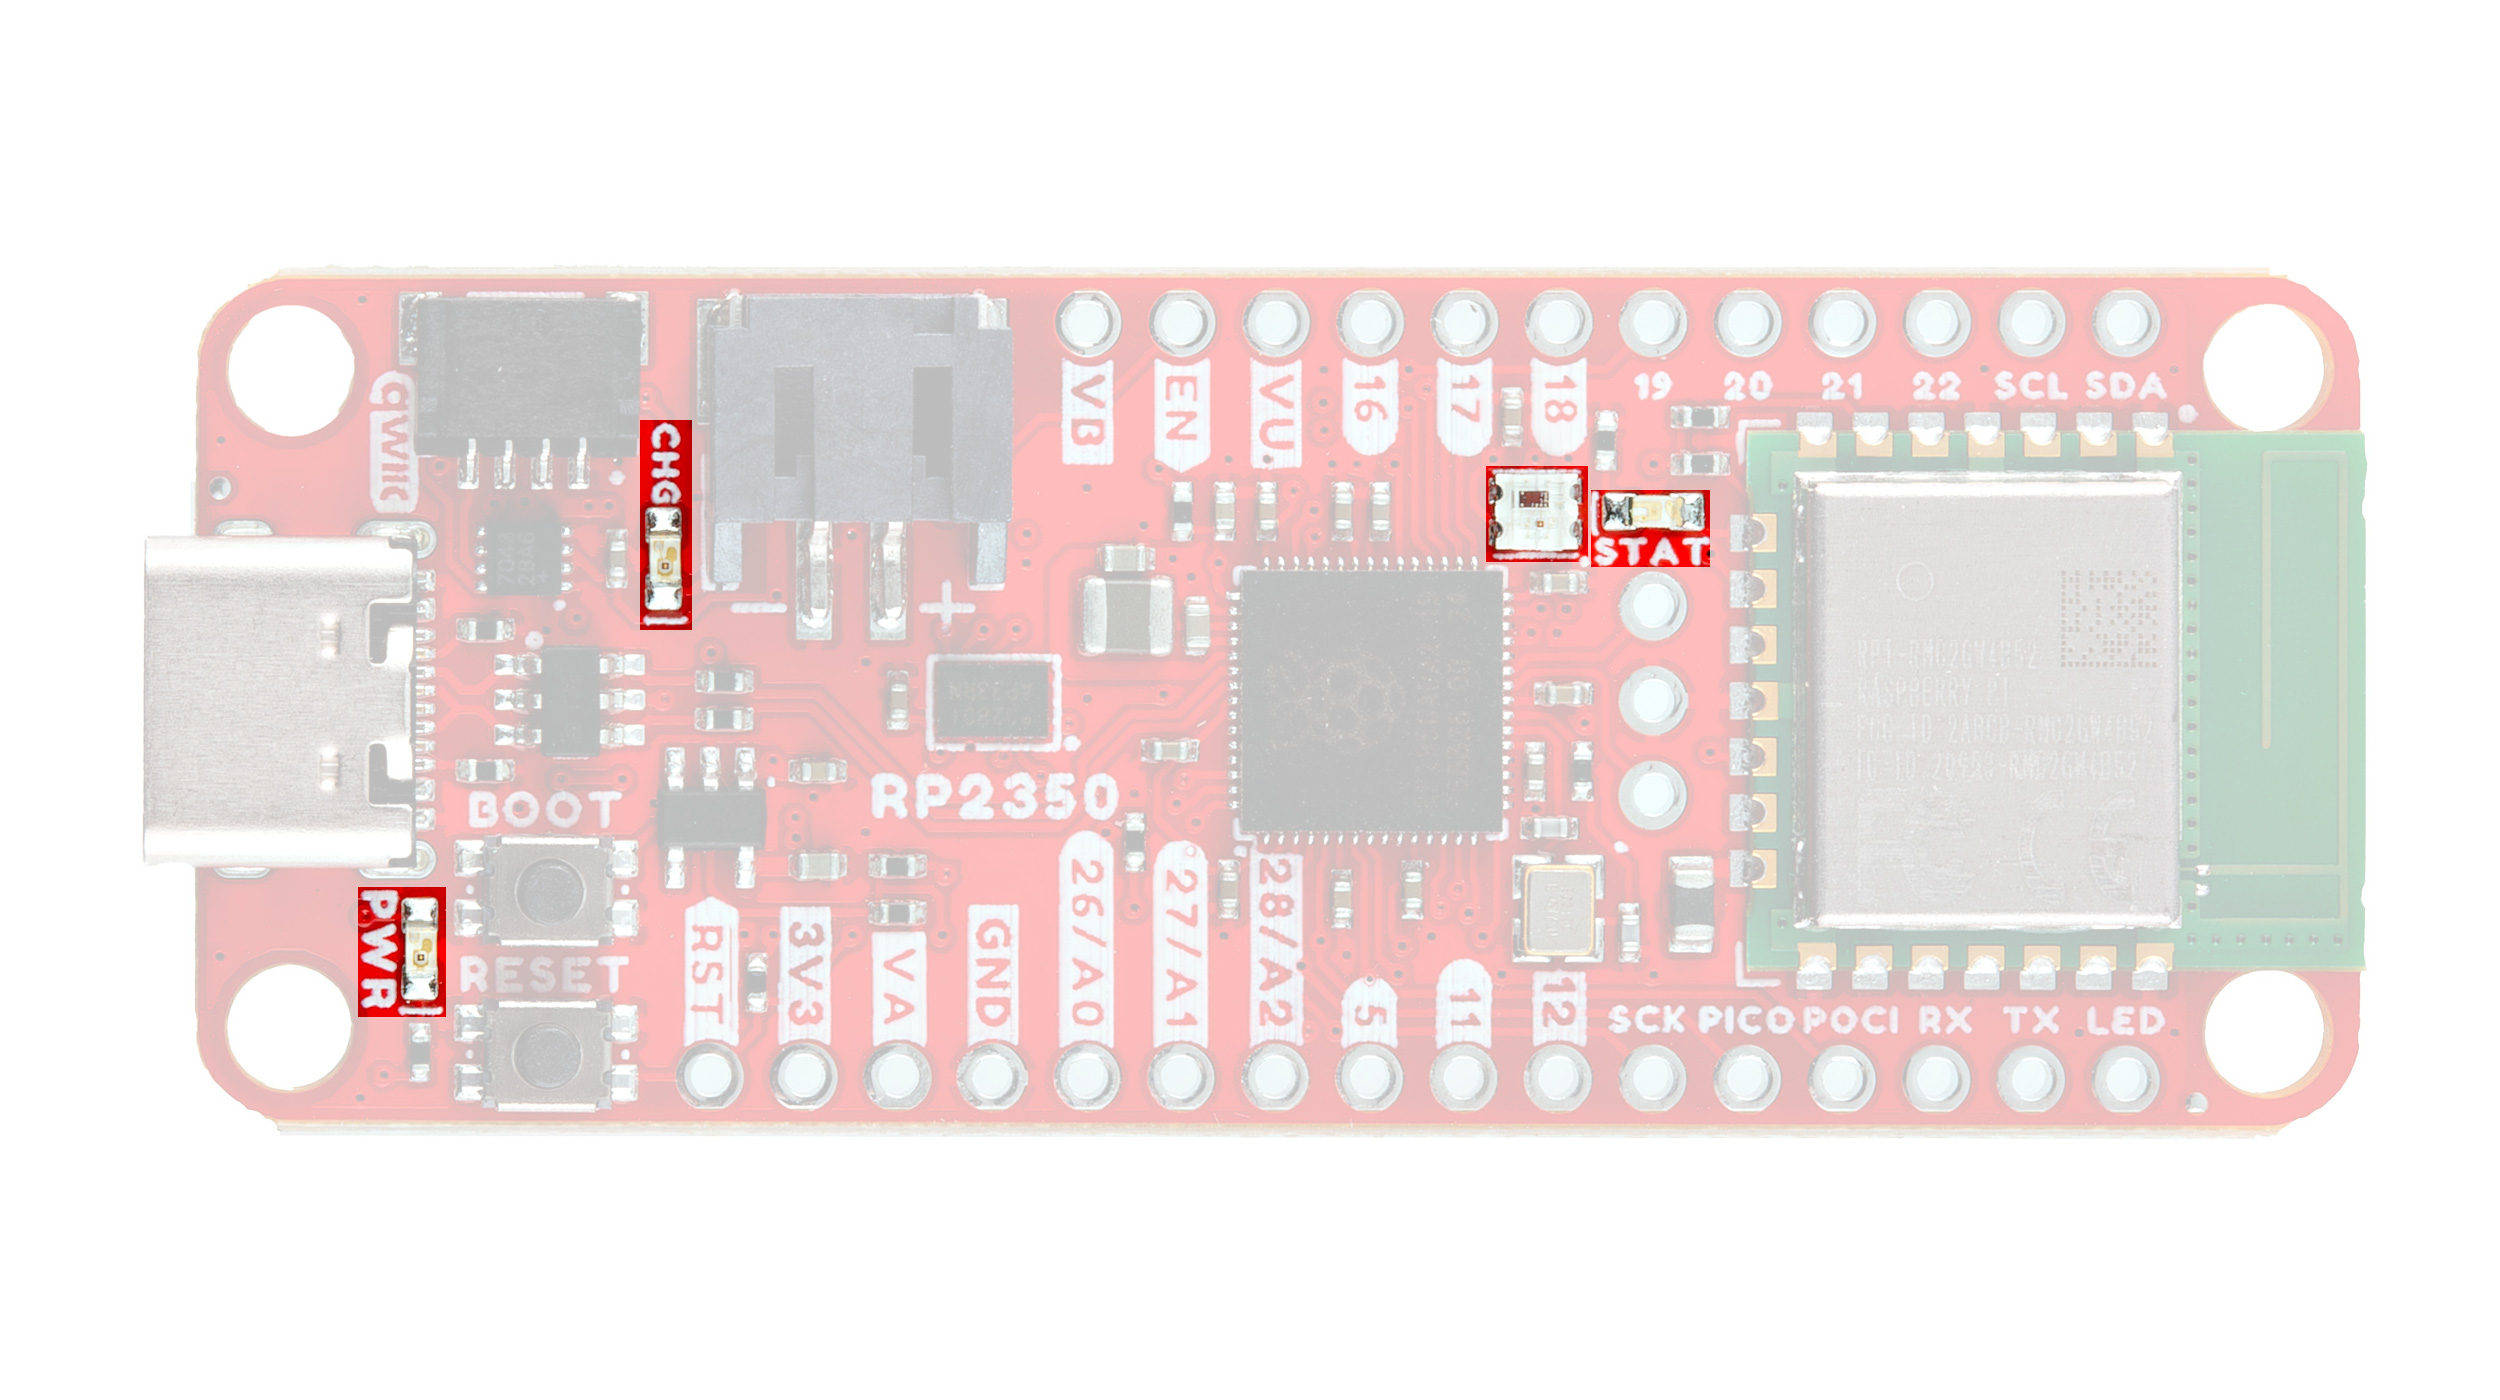 19 20 21 22 SCL SDA
VB
EN
VU
16
17
18
QWIIC
CHG
STAT
BOOT
RP2350
PWR
RESET
RST
3V3
VA
GND
26/A0
27/A1
28/A2
5
11
12
SCK PICO POCI RX TX LED
RASPBERRY PI